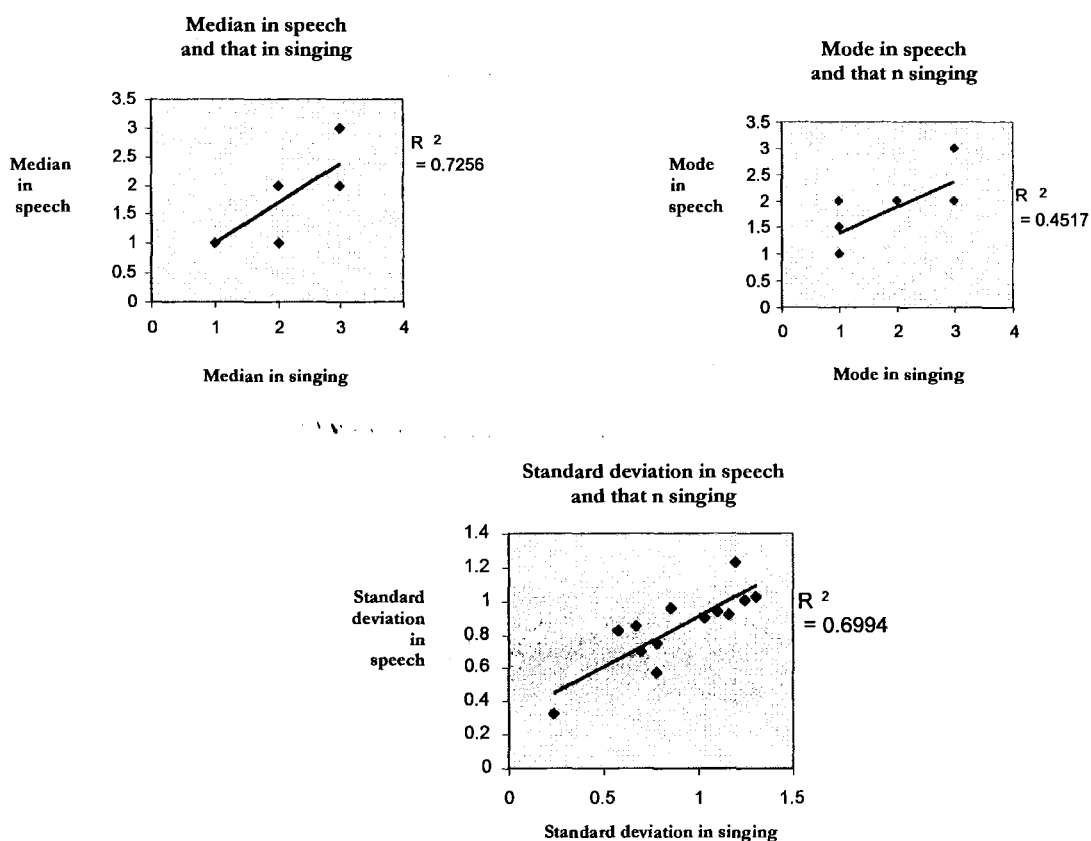 Median in speech
and that in singing
3.5
3
2.5
2
1.5
1
0.5
0
Median
in
speech
R 2
= 0.7256
0 1 2 3 4
Median in singing
Mode in speech
and that n singing
3.5
3
2.5
2
1.5
1
0.5
0
Mode
in
speech
R 2
= 0.4517
0 1 2 3 4
Mode in singing
Standard deviation in speech
and that n singing
1.4
1.2
1
0.8
0.6
0.4
0.2
0
Standard
deviation
in
speech
R 2
= 0.6994
0 0.5 1 1.5
Standard deviation in singing